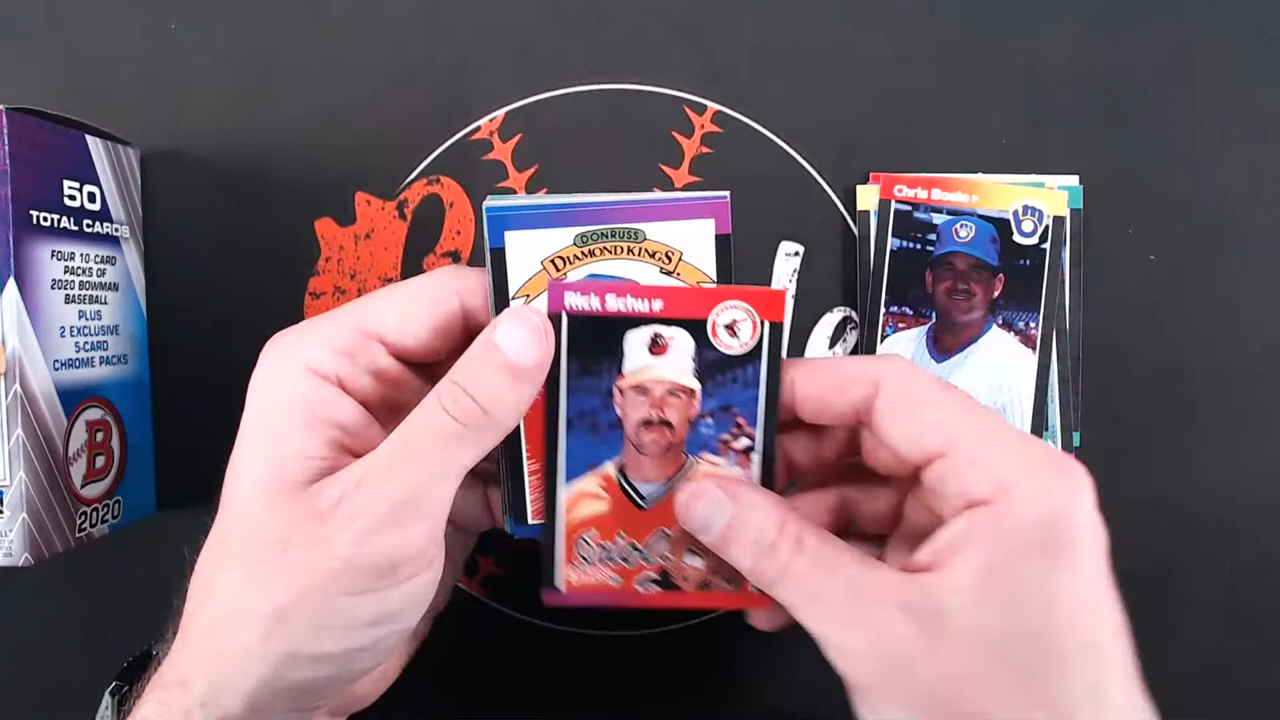 50
TOTAL CARDS
FOUR 10-CARD
PACKS OF
2020 BOWMAN
BASEBALL
PLUS
2 EXCLUSIVE
5-CARD
CHROME PACKS
B
2020
DONRUSS
DIAMOND KINGS
Rick Schu IF
Chris Bosio P